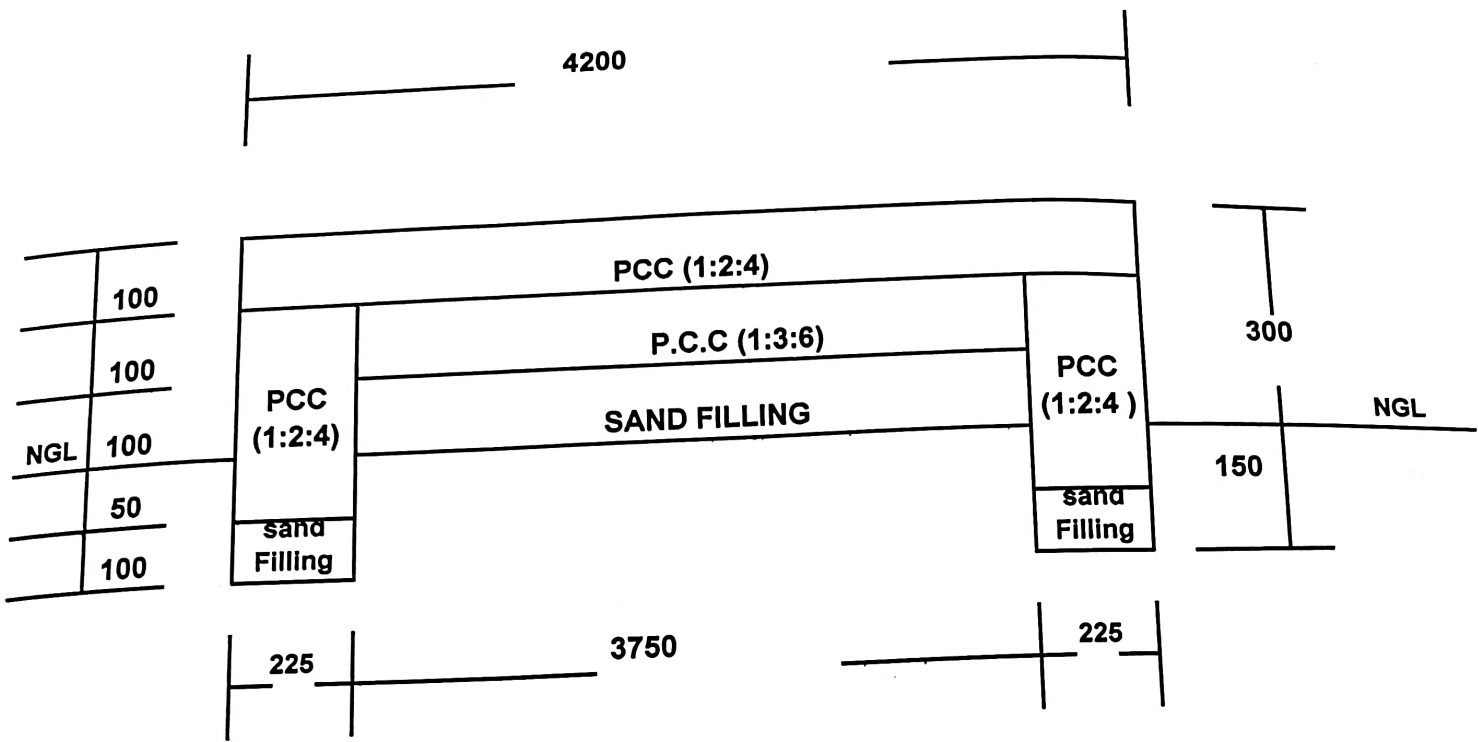 4200
PCC (1:2:4)
100
P.C.C (1:3:6)
300
100
PCC
(1:2:4)
PCC
(1:2:4 )
SAND FILLING
NGL
NGL
100
150
50
sand
Filling
sand
Filling
100
225
3750
225